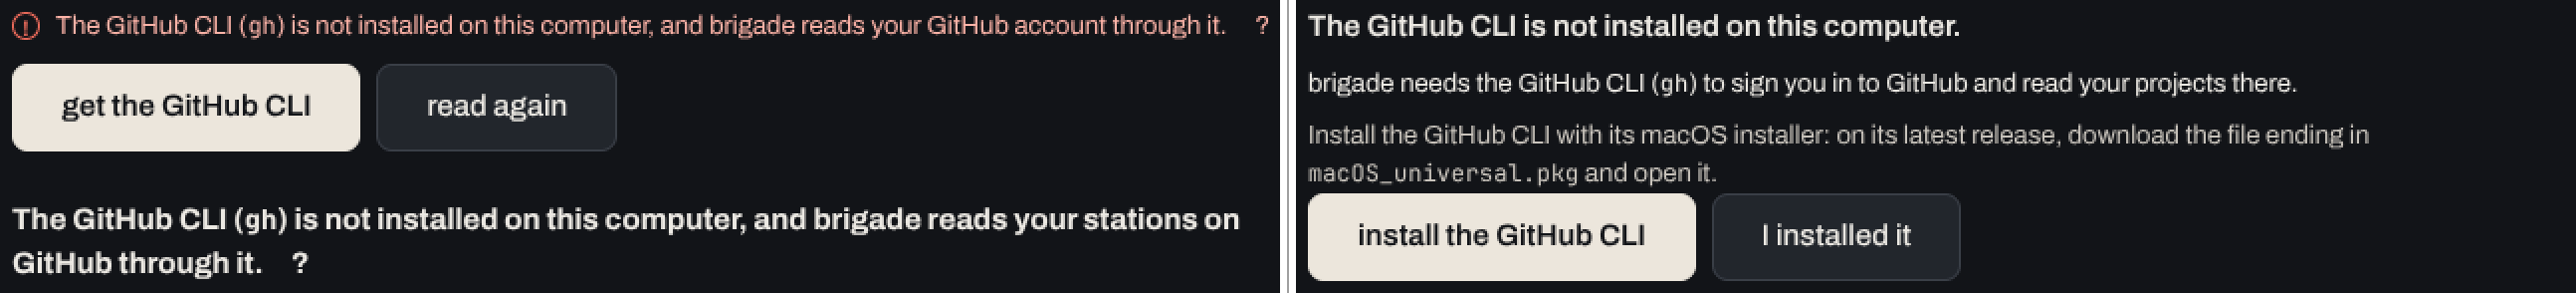 The GitHub CLI (gh) is not installed on this computer, and brigade reads your GitHub account through it. ?
get the GitHub CLI
read again
The GitHub CLI (gh) is not installed on this computer, and brigade reads your stations on
GitHub through it. ?
The GitHub CLI is not installed on this computer.
brigade needs the GitHub CLI (gh) to sign you in to GitHub and read your projects there.
Install the GitHub CLI with its macOS installer: on its latest release, download the file ending in
macOS_universal.pkg and open it.
install the GitHub CLI
I installed it